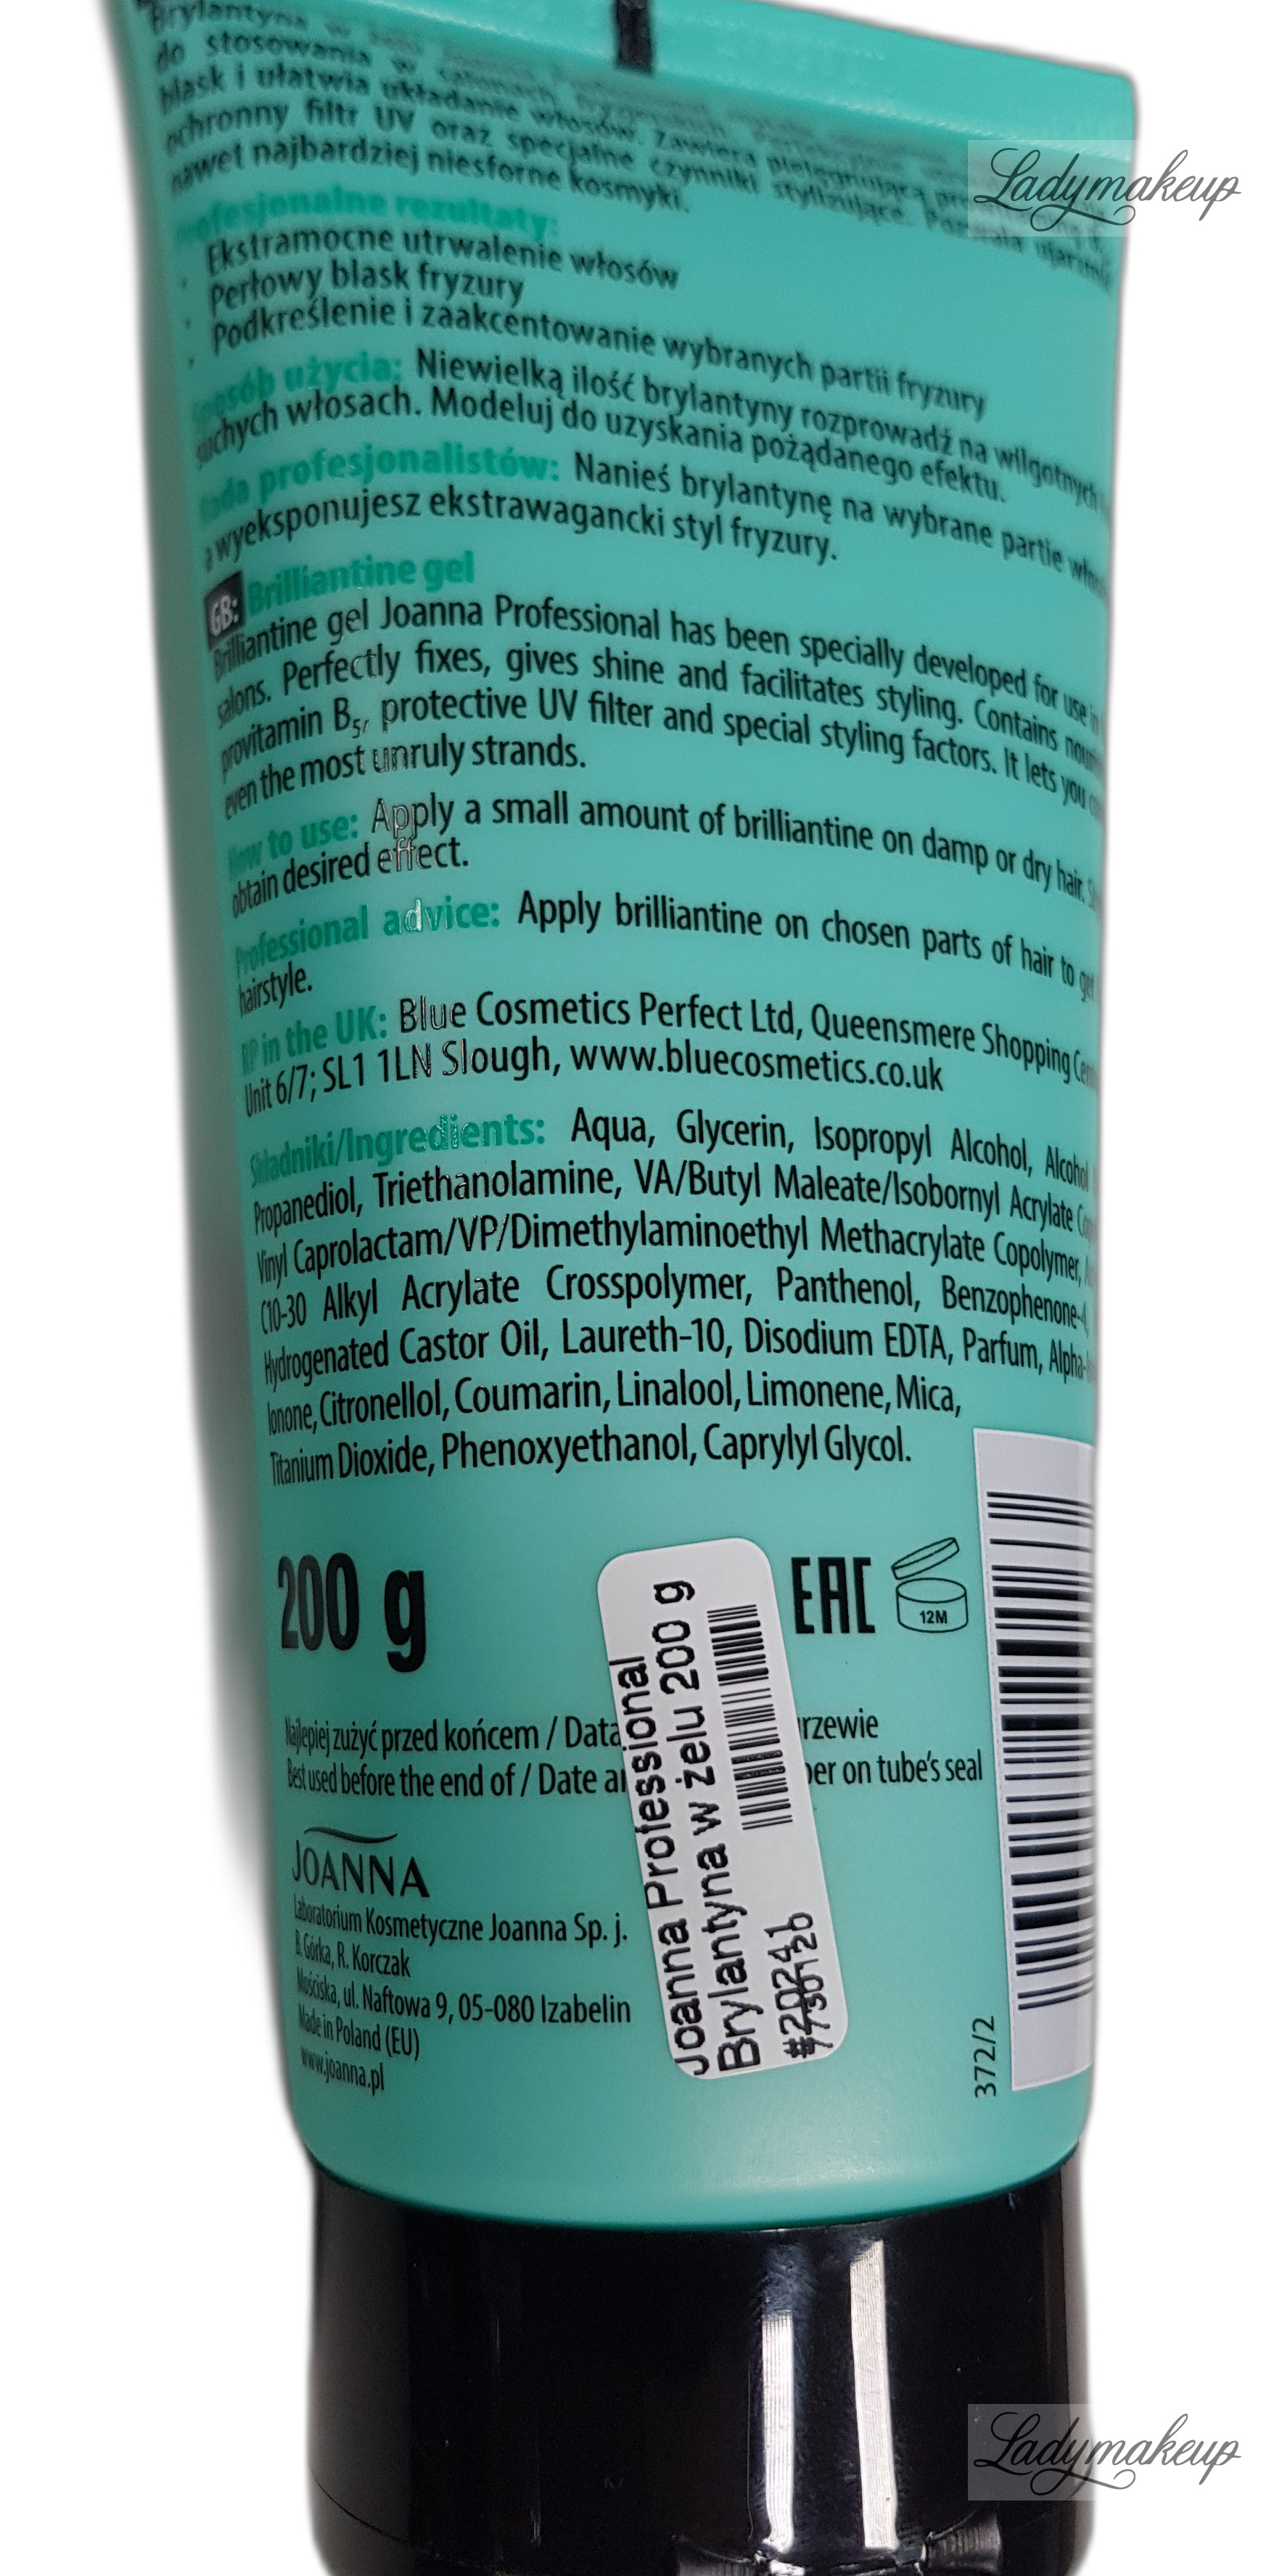 Brylantyna w
do stosowania w
blask i ułatwia układanie włosów. Zawiera pielęgnującą
ochronny filtr UV oraz specjalne czynniki stylizujące. Pozwala ujarzmić
nawet najbardziej niesforne kosmyki.
Profesjonalne rezultaty:
Ekstramocne utrwalenie włosów
Perłowy blask fryzury
Podkreślenie i zaakcentowanie wybranych partii fryzury
Sposób użycia: Niewielką ilość brylantyny rozprowadź na wilgotnych
suchych włosach. Modeluj do uzyskania pożądanego efektu.
Rada profesjonalistów: Nanieś brylantynę na wybrane partie
a wyeksponujesz ekstrawagancki styl fryzury.
GB: Brilliantine gel
Brilliantine gel Joanna Professional has been specially developed for use in
salons. Perfectly fixes, gives shine and facilitates styling. Contains
provitamin B5, protective UV filter and special styling factors. It lets you
even the most unruly strands.
How to use: Apply a small amount of brilliantine on damp or dry hair.
obtain desired effect.
Professional advice: Apply brilliantine on chosen parts of hair to get
hairstyle.
RP in the UK: Blue Cosmetics Perfect Ltd, Queensmere Shopping
Unit 6/7; SL1 1LN Slough, www.bluecosmetics.co.uk
Składniki/Ingredients: Aqua, Glycerin, Isopropyl Alcohol, Alcohol
Propanediol, Triethanolamine, VA/Butyl Maleate/Isobornyl Acrylate
Vinyl Caprolactam/VP/Dimethylaminoethyl Methacrylate Copolymer,
C10-30 Alkyl Acrylate Crosspolymer, Panthenol, Benzophenone-4,
Hydrogenated Castor Oil, Laureth-10, Disodium EDTA, Parfum, Alpha-
Ionone, Citronellol, Coumarin, Linalool, Limonene, Mica,
Titanium Dioxide, Phenoxyethanol, Caprylyl Glycol.
200 g
EAC
12M
Najlepiej zużyć przed końcem / Data
Best used before the end of / Date
on tube's seal
Joanna Professional
Brylantyna w żelu 200 g
JOANNA
Laboratorium Kosmetyczne Joanna Sp. j.
B. Górka, R. Korczak
Mościska, ul. Naftowa 9, 05-080 Izabelin
Made in Poland (EU)
www.joanna.pl
372/2
Ladymakeup
Ladymakeup